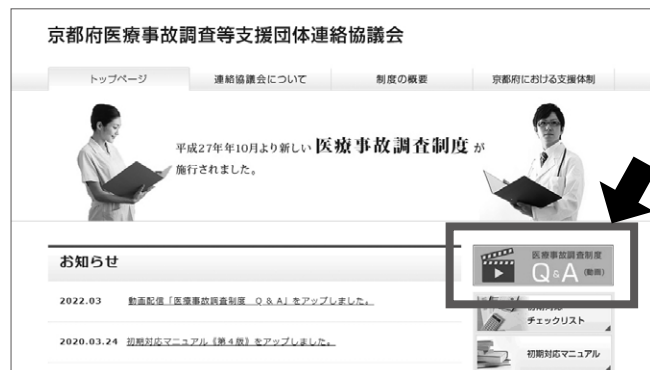 京都府医療事故調査等支援団体連絡協議会
トップページ 連絡協議会について 制度の概要 京都府における支援体制
平成27年年10月より新しい 医療事故調査制度 が
施行されました。
お知らせ
医療事故調査制度
Q&A (動画)
2022.03 動画配信「医療事故調査制度 Q & A」をアップしました。
初期対応
チェックリスト
2020.03.24 初期対応マニュアル《第4版》をアップしました。
初期対応マニュアル